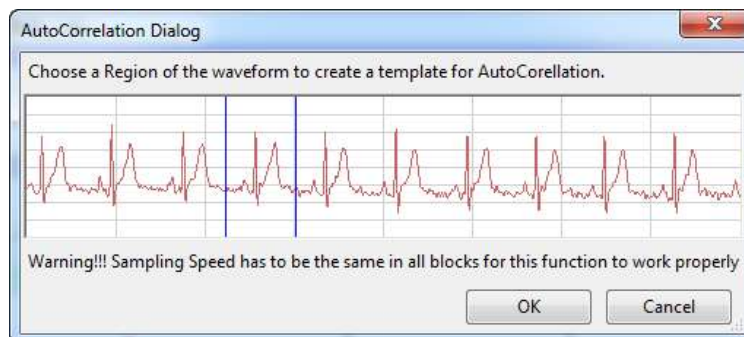 AutoCorrelation Dialog
Choose a Region of the waveform to create a template for AutoCorellation.
Warning!!! Sampling Speed has to be the same in all blocks for this function to work properly
OK
Cancel